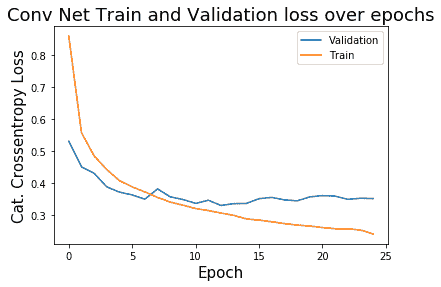 Conv Net Train and Validation loss over epochs
Validation
Train
Cat. Crossentropy Loss
0.8
0.7
0.6
0.5
0.4
0.3
0 5 10 15 20 25
Epoch